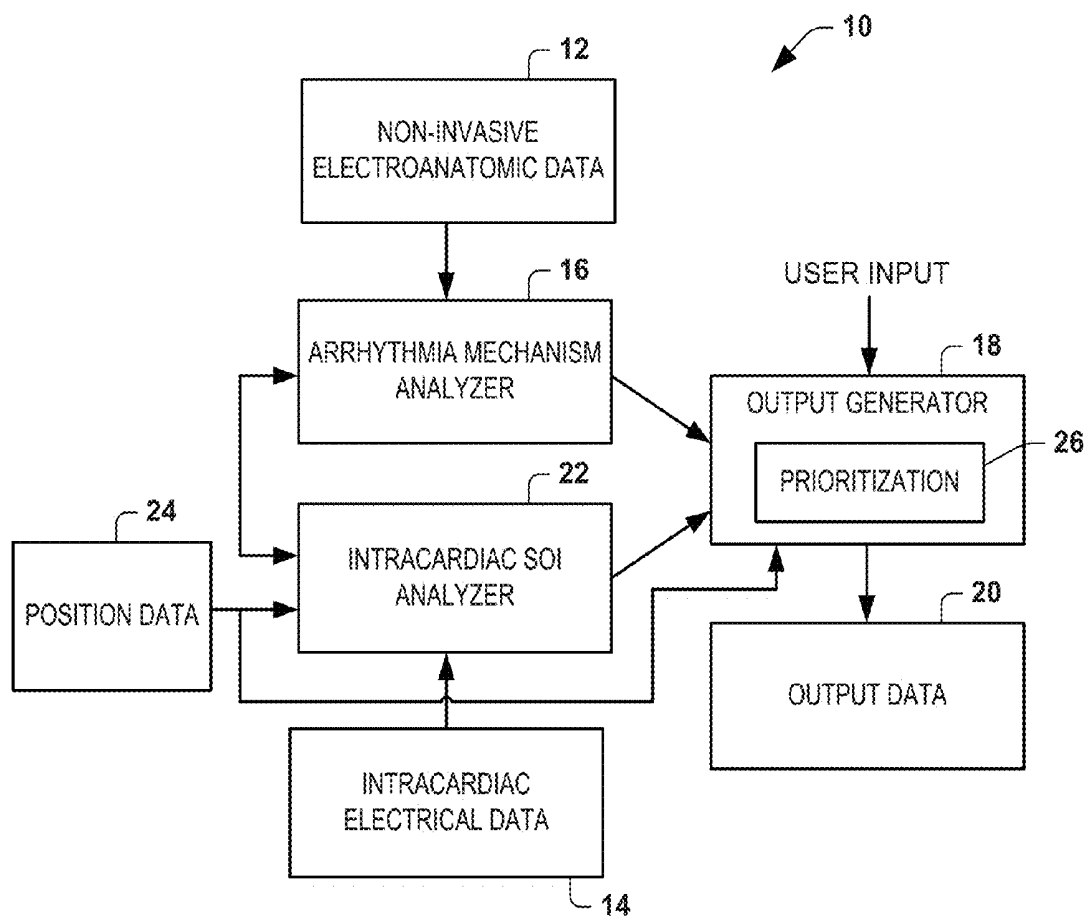 10
12
NON-INVASIVE
ELECTROANATOMIC DATA
16
ARRHYTHMIA MECHANISM
ANALYZER
USER INPUT
18
OUTPUT GENERATOR
26
PRIORITIZATION
22
INTRACARDIAC SOI
ANALYZER
24
POSITION DATA
20
OUTPUT DATA
INTRACARDIAC
ELECTRICAL DATA
14